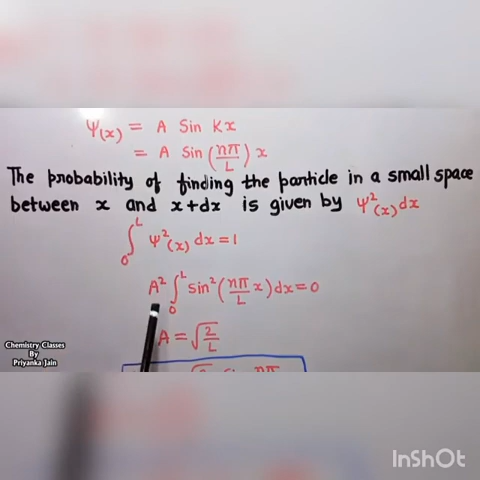 Ψ(x) = A Sin Kx
= A Sin (nπ/L) x
The probability of finding the particle in a small space
between x and x+dx is given by Ψ²(x)dx
∫₀ᴸ Ψ²(x) dx = 1
A² ∫₀ᴸ sin² (nπ/L x) dx = 0
A = √(2/L)
Chemistry Classes
By
Priyanka Jain
InShOt